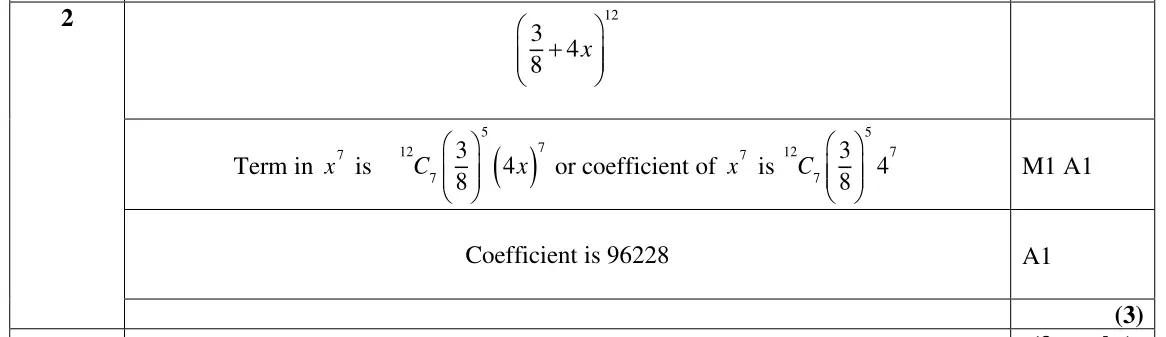 2
(3/8 + 4x)^12
Term in x^7 is ^12C_7 (3/8)^5 (4x)^7 or coefficient of x^7 is ^12C_7 (3/8)^5 4^7 M1 A1
Coefficient is 96228 A1
(3)